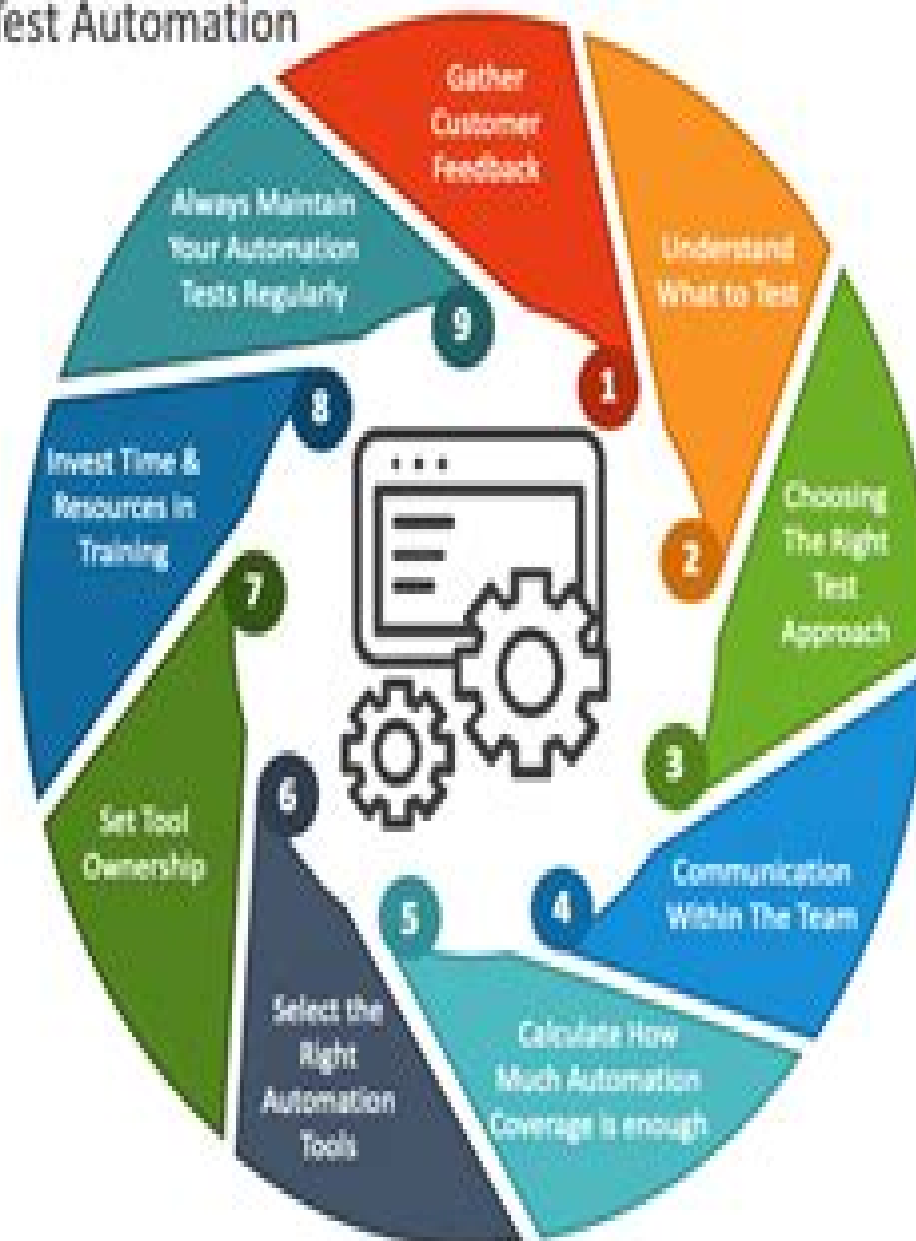 Test Automation
Gather
Customer
Feedback
1
Understand
What to Test
2
Choosing
The Right
Test
Approach
3
Communication
Within The Team
4
Calculate How
Much Automation
Coverage is enough
5
Select the
Right
Automation
Tools
6
Set Tool
Ownership
7
Invest Time &
Resources in
Training
8
Always Maintain
Your Automation
Tests Regularly
9